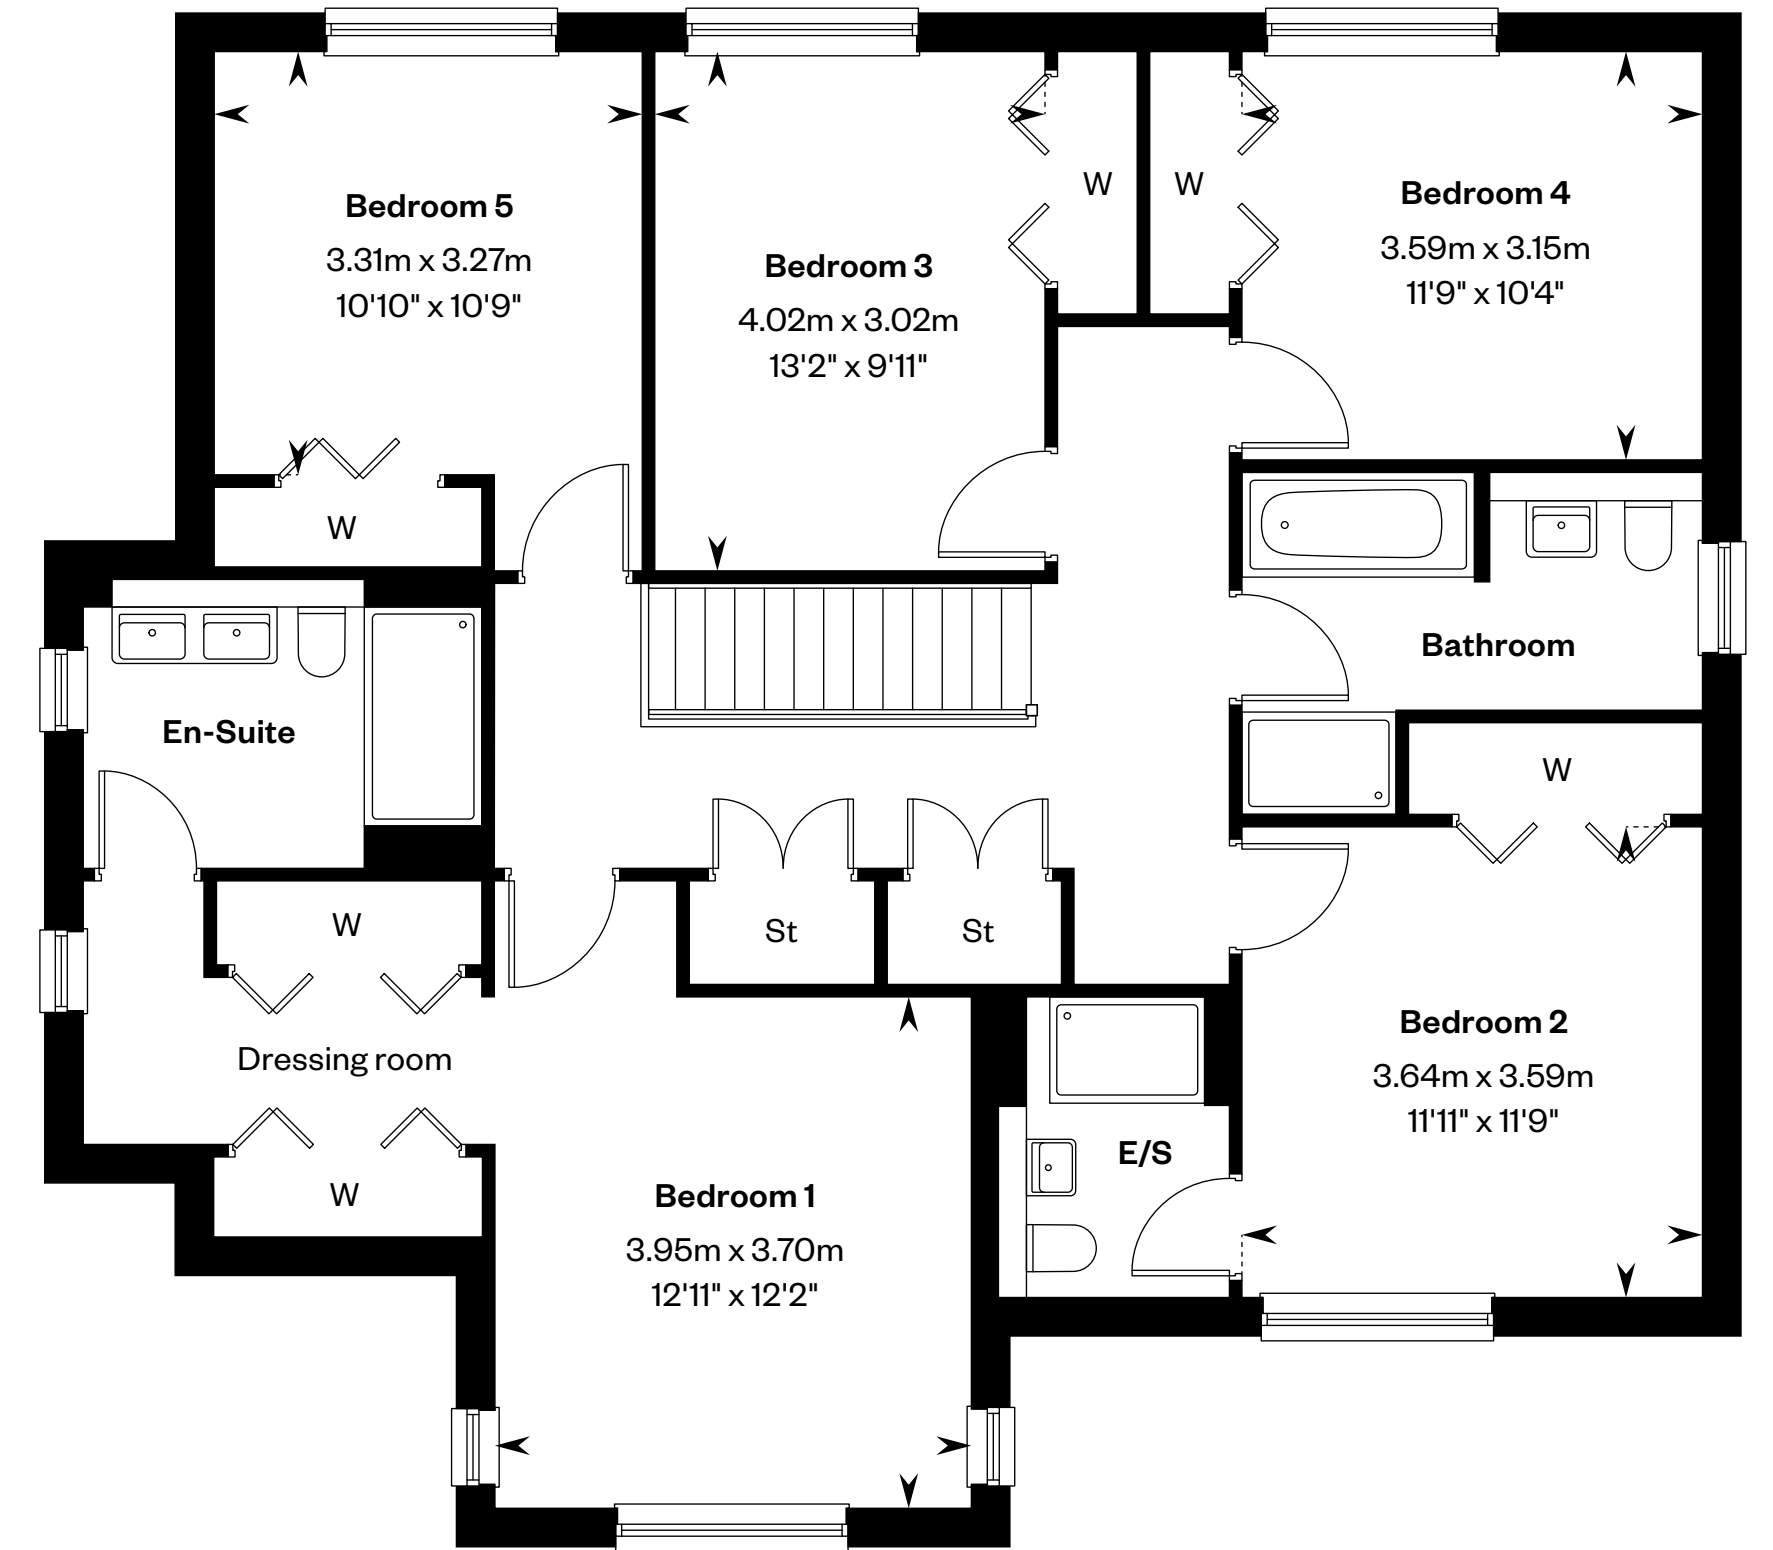 Bedroom 5
3.31m x 3.27m
10'10" x 10'9"
Bedroom 3
4.02m x 3.02m
13'2" x 9'11"
W
W
Bedroom 4
3.59m x 3.15m
11'9" x 10'4"
W
En-Suite
Bathroom
W
W
St
St
Dressing room
W
Bedroom 1
3.95m x 3.70m
12'11" x 12'2"
E/S
Bedroom 2
3.64m x 3.59m
11'11" x 11'9"